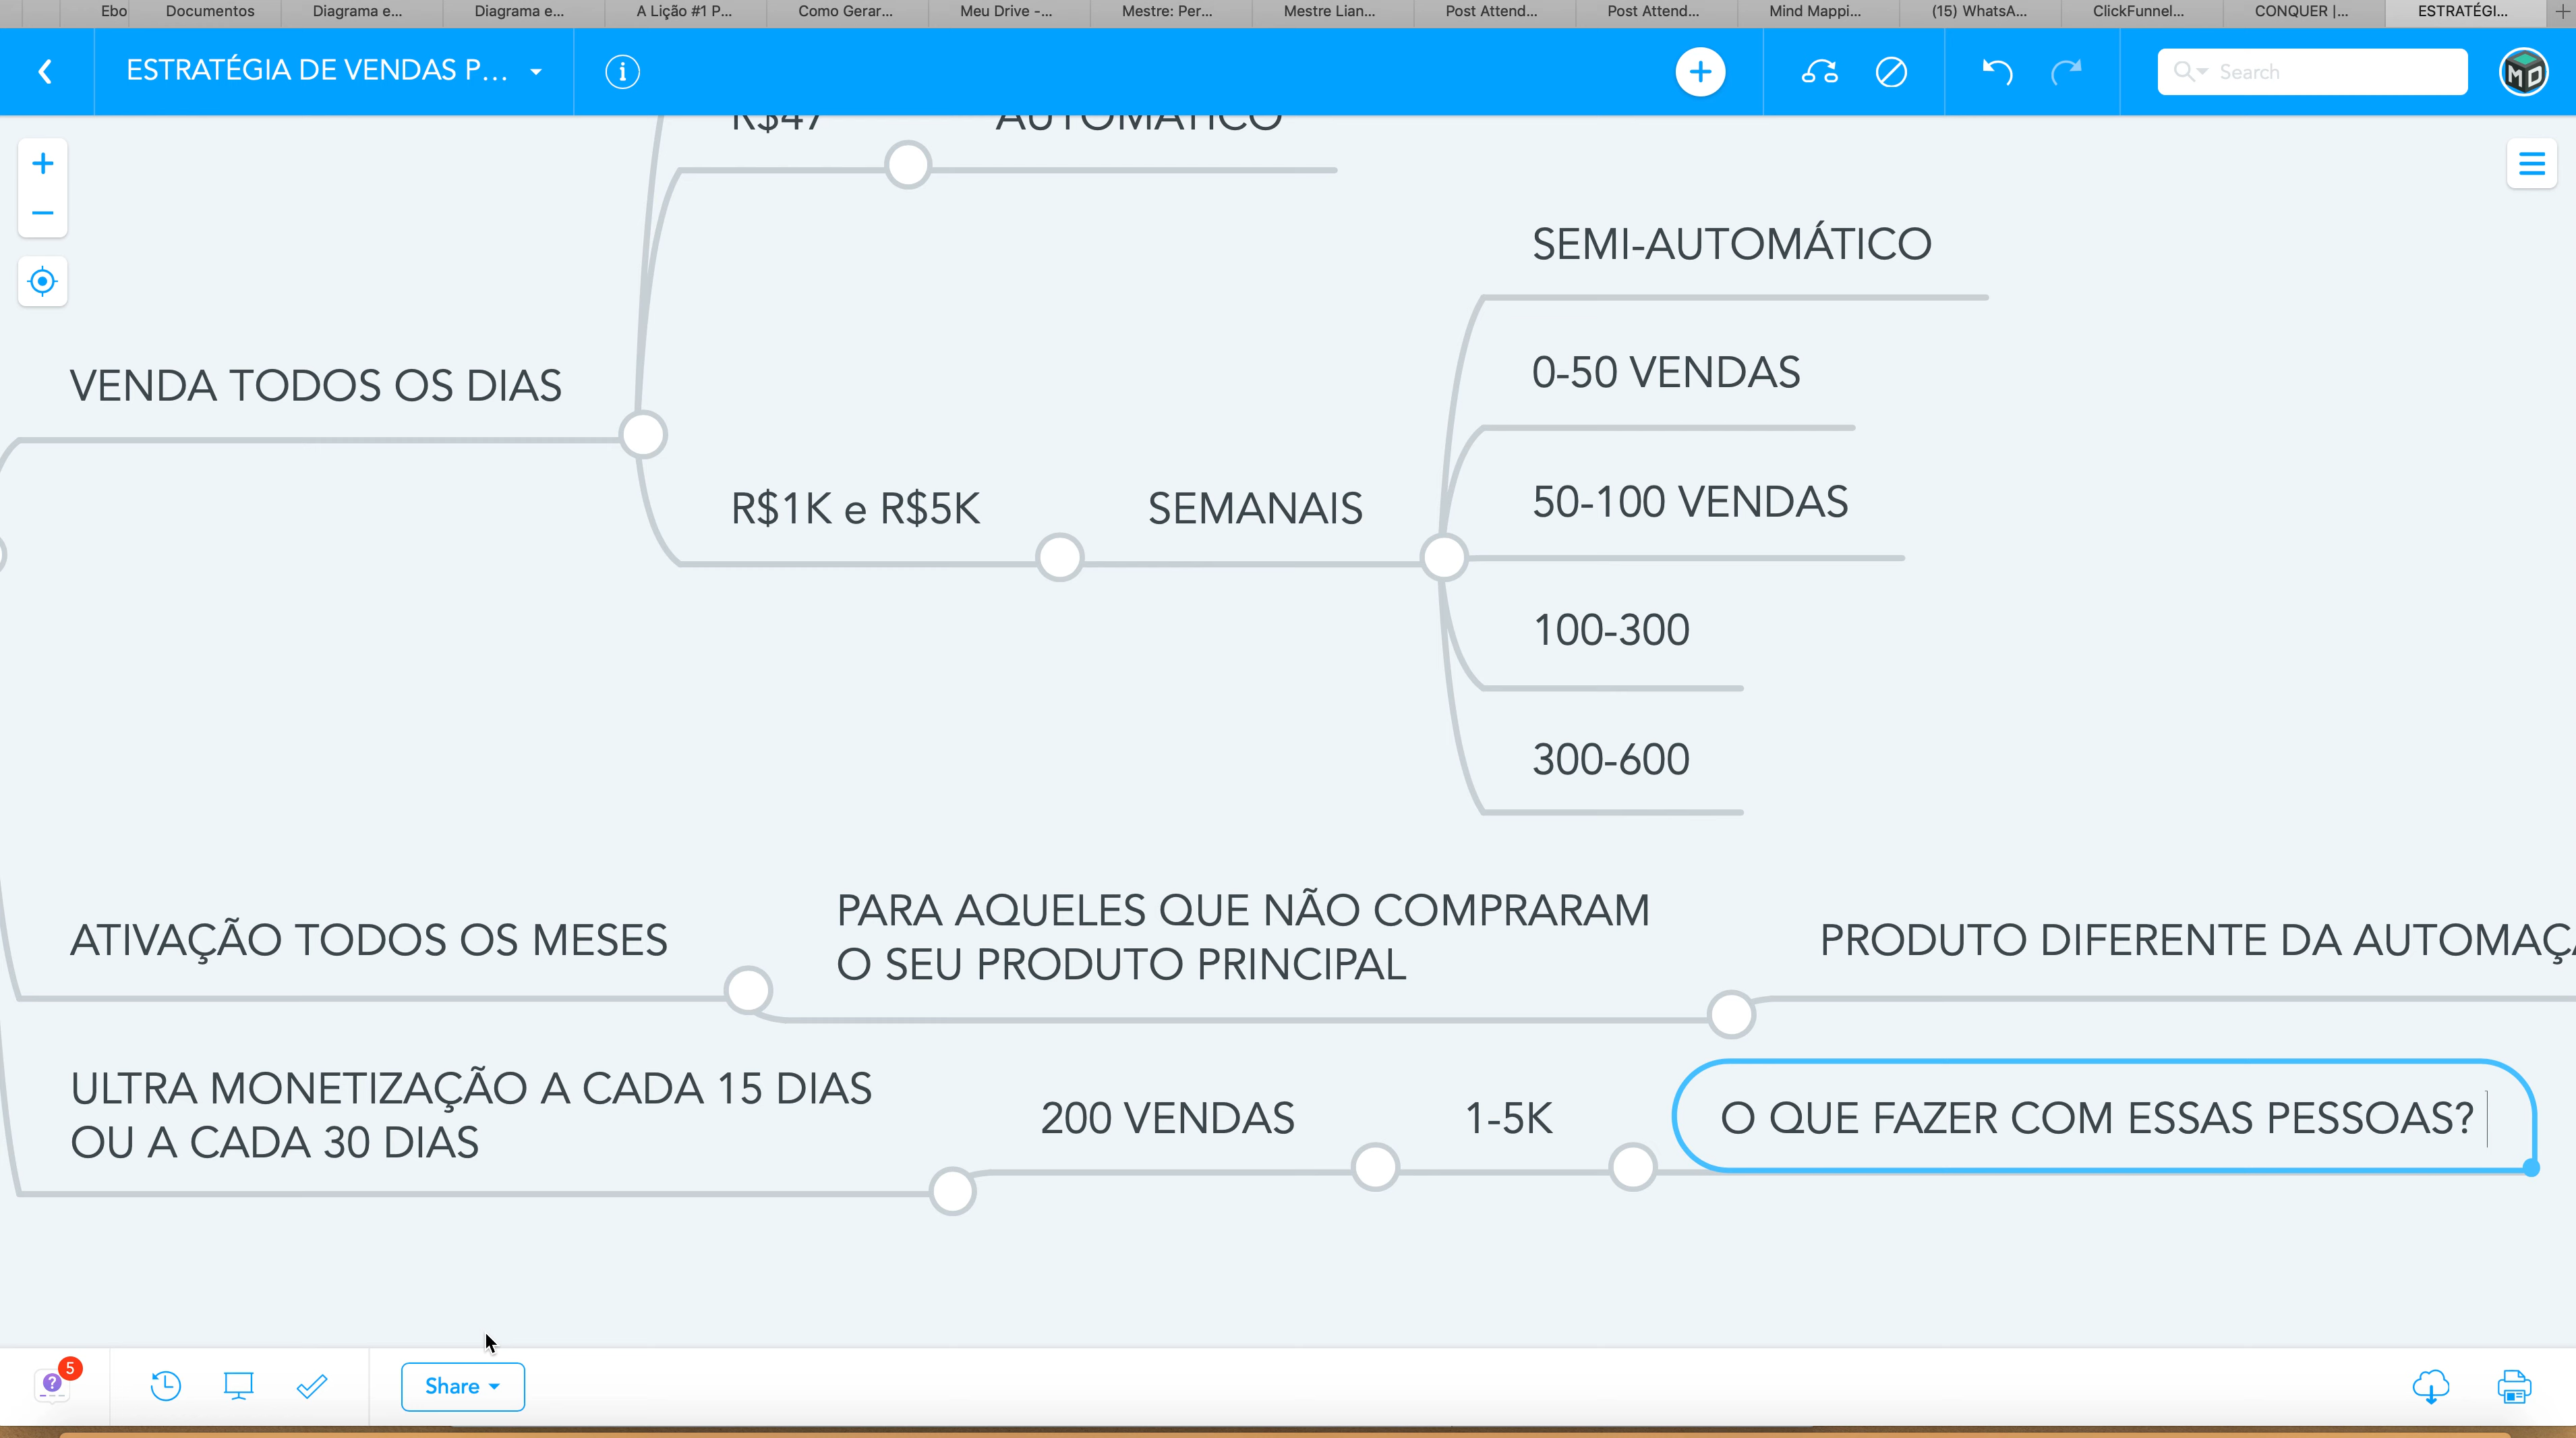 Ebo
Documentos
Diagrama e...
Diagrama e...
A Lição #1 P...
Como Gerar...
Meu Drive -...
Mestre: Per...
Mestre Lian...
Post Attend...
Post Attend...
Mind Mappi...
(15) WhatsA...
ClickFunnel...
CONQUER |...
ESTRATÉGI...
ESTRATÉGIA DE VENDAS P...
Search
R$47
AUTOMÁTICO
SEMI-AUTOMÁTICO
0-50 VENDAS
VENDA TODOS OS DIAS
50-100 VENDAS
R$1K e R$5K
SEMANAIS
100-300
300-600
ATIVAÇÃO TODOS OS MESES
PARA AQUELES QUE NÃO COMPRARAM
O SEU PRODUTO PRINCIPAL
PRODUTO DIFERENTE DA AUTOMAÇ
ULTRA MONETIZAÇÃO A CADA 15 DIAS
OU A CADA 30 DIAS
200 VENDAS
1-5K
O QUE FAZER COM ESSAS PESSOAS?
5
Share